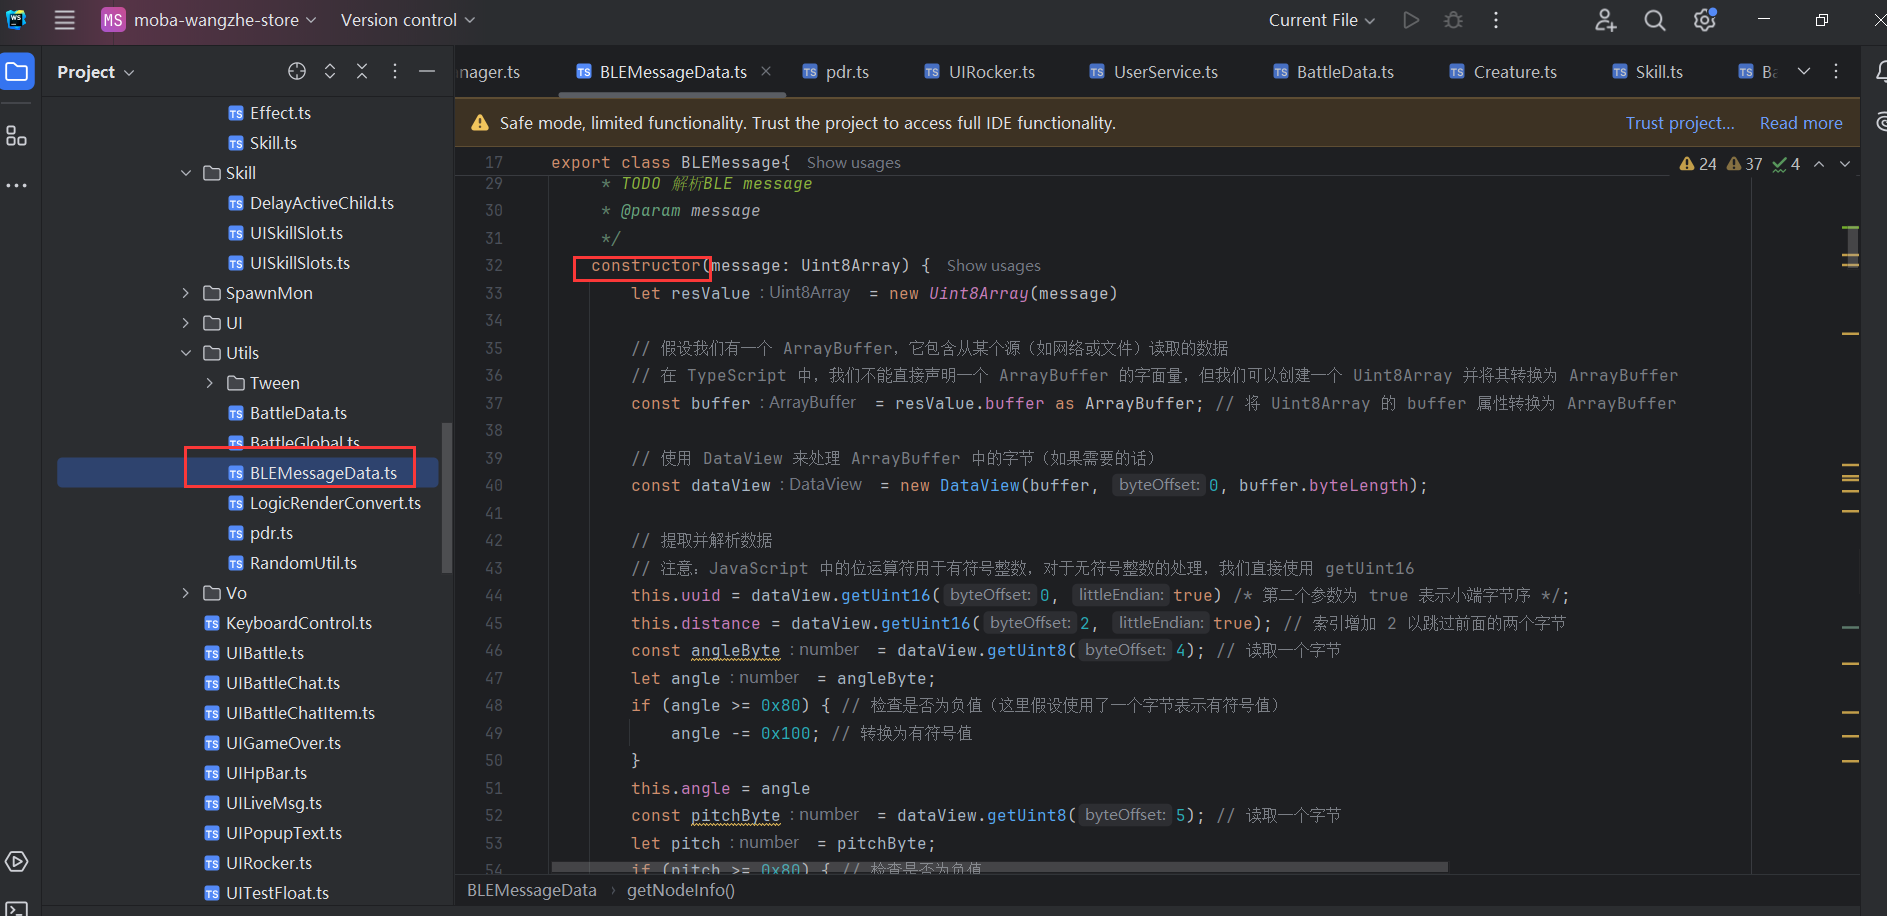 MS moba-wangzhe-store Version control Current File
Project
nager.ts BLEMessageData.ts pdr.ts UIRocker.ts UserService.ts BattleData.ts Creature.ts Skill.ts Ba
Safe mode, limited functionality. Trust the project to access full IDE functionality. Trust project... Read more
Effect.ts
Skill.ts
Skill
DelayActiveChild.ts
UISkillSlot.ts
UISkillSlots.ts
SpawnMon
UI
Utils
Tween
BattleData.ts
BattleGlobal.ts
BLEMessageData.ts
LogicRenderConvert.ts
pdr.ts
RandomUtil.ts
Vo
KeyboardControl.ts
UIBattle.ts
UIBattleChat.ts
UIBattleChatItem.ts
UIGameOver.ts
UIHpBar.ts
UILiveMsg.ts
UIPopupText.ts
UIRocker.ts
UITestFloat.ts
17 export class BLEMessage{ Show usages 24 37 4
29 * TODO 解析BLE message
30 * @param message
31 */
32 constructor(message: Uint8Array) { Show usages
33 let resValue : Uint8Array = new Uint8Array(message)
34
35 // 假设我们有一个 ArrayBuffer，它包含从某个源（如网络或文件）读取的数据
36 // 在 TypeScript 中，我们不能直接声明一个 ArrayBuffer 的字面量，但我们可以创建一个 Uint8Array 并将其转换为 ArrayBuffer
37 const buffer : ArrayBuffer = resValue.buffer as ArrayBuffer; // 将 Uint8Array 的 buffer 属性转换为 ArrayBuffer
38
39 // 使用 DataView 来处理 ArrayBuffer 中的字节（如果需要的话）
40 const dataView : DataView = new DataView(buffer, byteOffset: 0, buffer.byteLength);
41
42 // 提取并解析数据
43 // 注意：JavaScript 中的位运算符用于有符号整数，对于无符号整数的处理，我们直接使用 getUint16
44 this.uuid = dataView.getUint16( byteOffset: 0, littleEndian: true) /* 第二个参数为 true 表示小端字节序 */;
45 this.distance = dataView.getUint16( byteOffset: 2, littleEndian: true); // 索引增加 2 以跳过前面的两个字节
46 const angleByte : number = dataView.getUint8( byteOffset: 4); // 读取一个字节
47 let angle : number = angleByte;
48 if (angle >= 0x80) { // 检查是否为负值（这里假设使用了一个字节表示有符号值）
49 angle -= 0x100; // 转换为有符号值
50 }
51 this.angle = angle
52 const pitchByte : number = dataView.getUint8( byteOffset: 5); // 读取一个字节
53 let pitch : number = pitchByte;
54 if (pitch >= 0x80) { // 检查是否为负值
BLEMessageData › getNodeInfo()